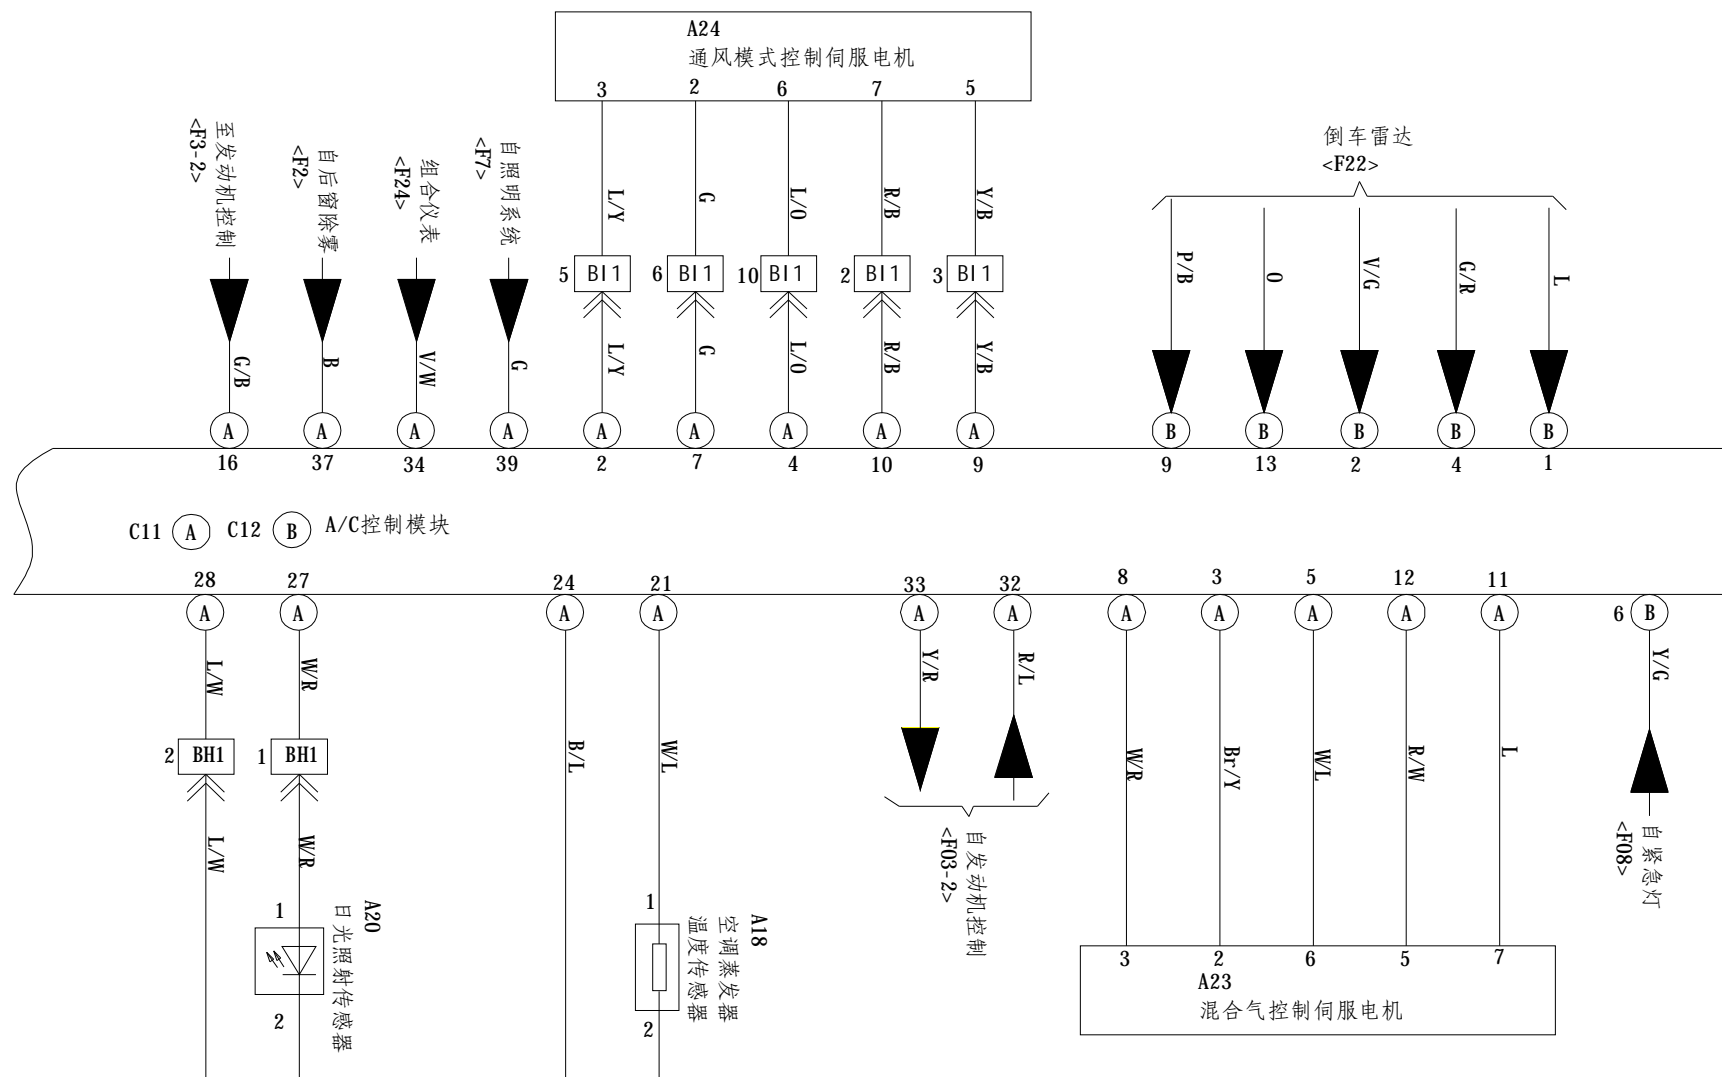 A24
通风模式控制伺服电机
3 2 6 7 5
至发动机控制
<F3-2>
自后窗除雾
<F2>
组合仪表
<F24>
自照明系统
<F7>
倒车雷达
<F22>
L/Y G L/O R/B Y/B
P/B O V/G G/R L
5 BI1 6 BI1 10 BI1 2 BI1 3 BI1
G/B B V/W G L/Y G L/O R/B Y/B
A A A A A A A A A B B B B B
16 37 34 39 2 7 4 10 9 9 13 2 4 1
C11 A C12 B A/C控制模块
28 27 24 21 33 32 8 3 5 12 11
A A A A A A A A A A A 6 B
L/W W/R Y/R R/L Y/G
2 BH1 1 BH1
B/L W/L W/R Br/Y W/L R/W L
L/W W/R
自发动机控制
<F03-2>
自紧急灯
<F08>
1
A20
日光照射传感器
2
1
A18
空调蒸发器
温度传感器
2
3 2 6 5 7
A23
混合气控制伺服电机